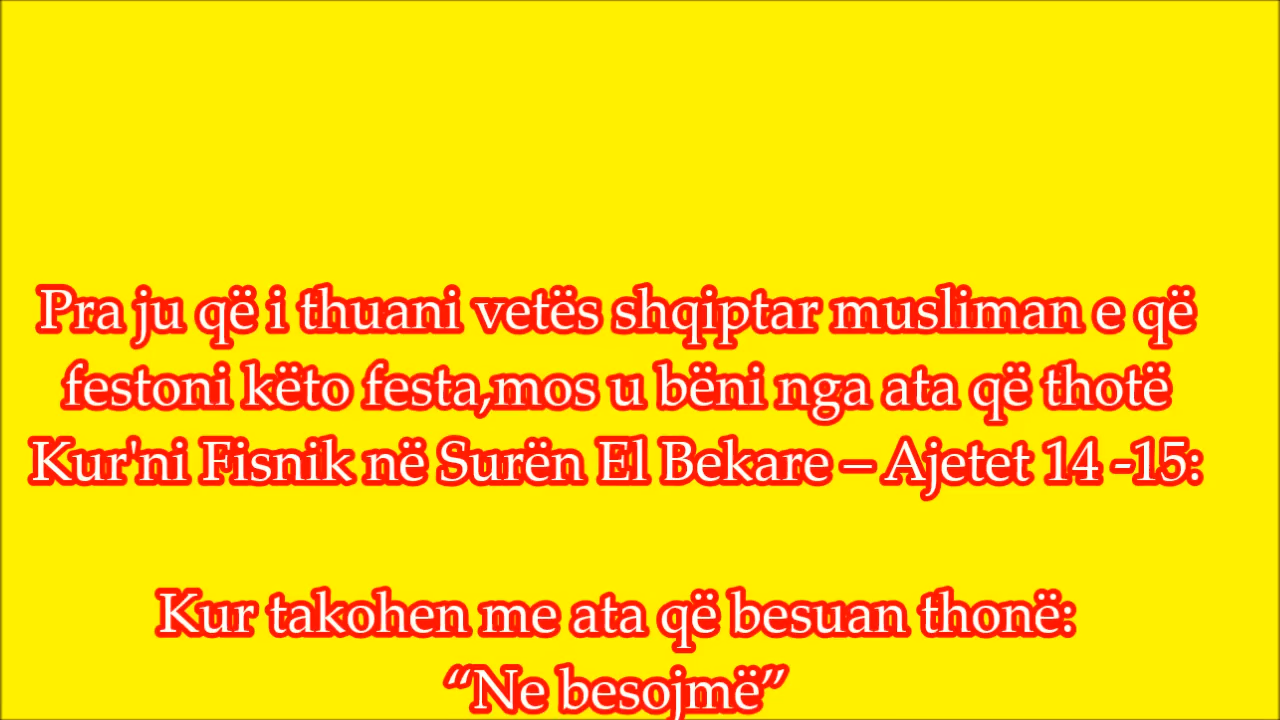 Pra ju që i thuani vetës shqiptar musliman e që
festoni këto festa,mos u bëni nga ata që thotë
Kur'ni Fisnik në Surën El Bekare – Ajetet 14 -15:
Kur takohen me ata që besuan thonë:
“Ne besojmë”